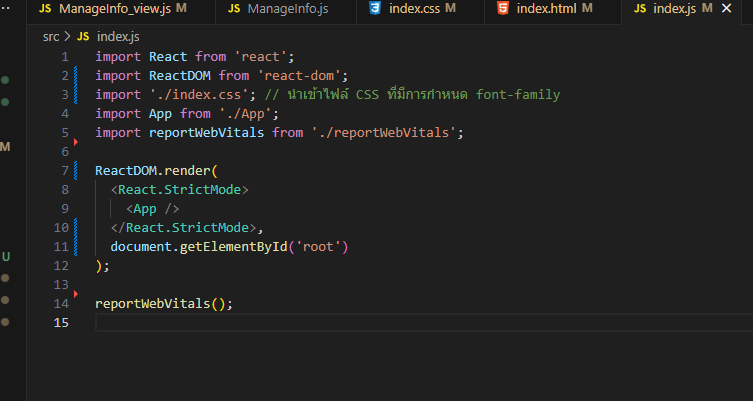 ManageInfo_view.js M JS ManageInfo.js index.css M index.html M JS index.js M
src > JS index.js
1 import React from 'react';
2 import ReactDOM from 'react-dom';
3 import './index.css'; // นำเข้าไฟล์ CSS ที่มีการกำหนด font-family
4 import App from './App';
5 import reportWebVitals from './reportWebVitals';
6
7 ReactDOM.render(
8 <React.StrictMode>
9 <App />
10 </React.StrictMode>,
11 document.getElementById('root')
12 );
13
14 reportWebVitals();
15
M
U